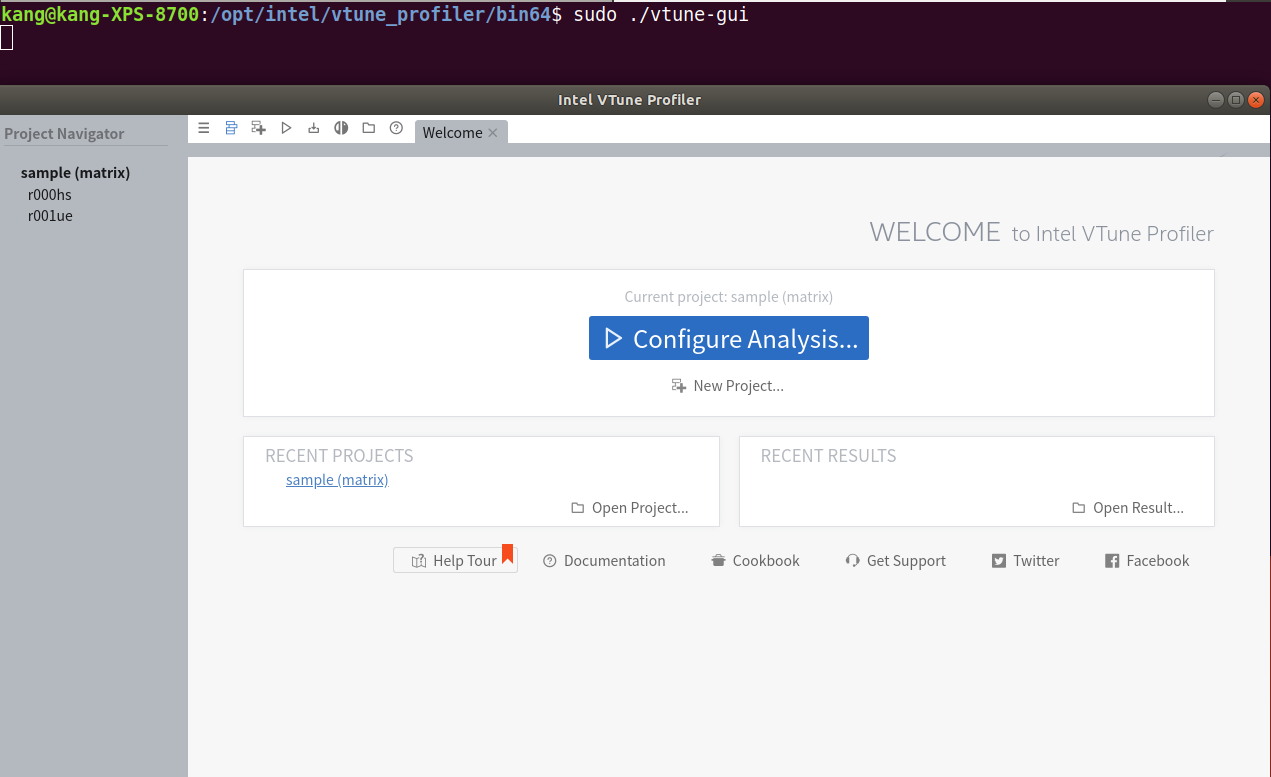 kang@kang-XPS-8700:/opt/intel/vtune_profiler/bin64$ sudo ./vtune-gui
Intel VTune Profiler
Project Navigator
Welcome
sample (matrix)
r000hs
r001ue
WELCOME to Intel VTune Profiler
Current project: sample (matrix)
Configure Analysis...
New Project...
RECENT PROJECTS
sample (matrix)
Open Project...
RECENT RESULTS
Open Result...
Help Tour Documentation Cookbook Get Support Twitter Facebook